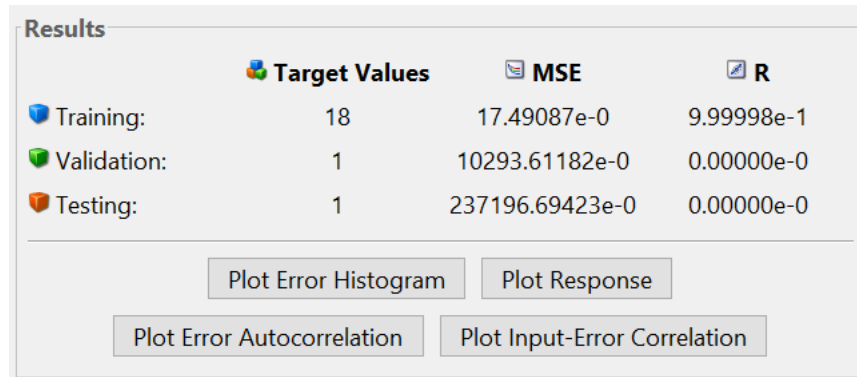 Results
Target Values MSE R
Training: 18 17.49087e-0 9.99998e-1
Validation: 1 10293.61182e-0 0.00000e-0
Testing: 1 237196.69423e-0 0.00000e-0
Plot Error Histogram Plot Response
Plot Error Autocorrelation Plot Input-Error Correlation